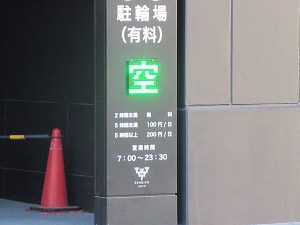 駐輪場
(有料)
空
2時間未満 無 料
5時間未満 100円/日
5時間以上 200円/日
営業時間
7:00〜23:30